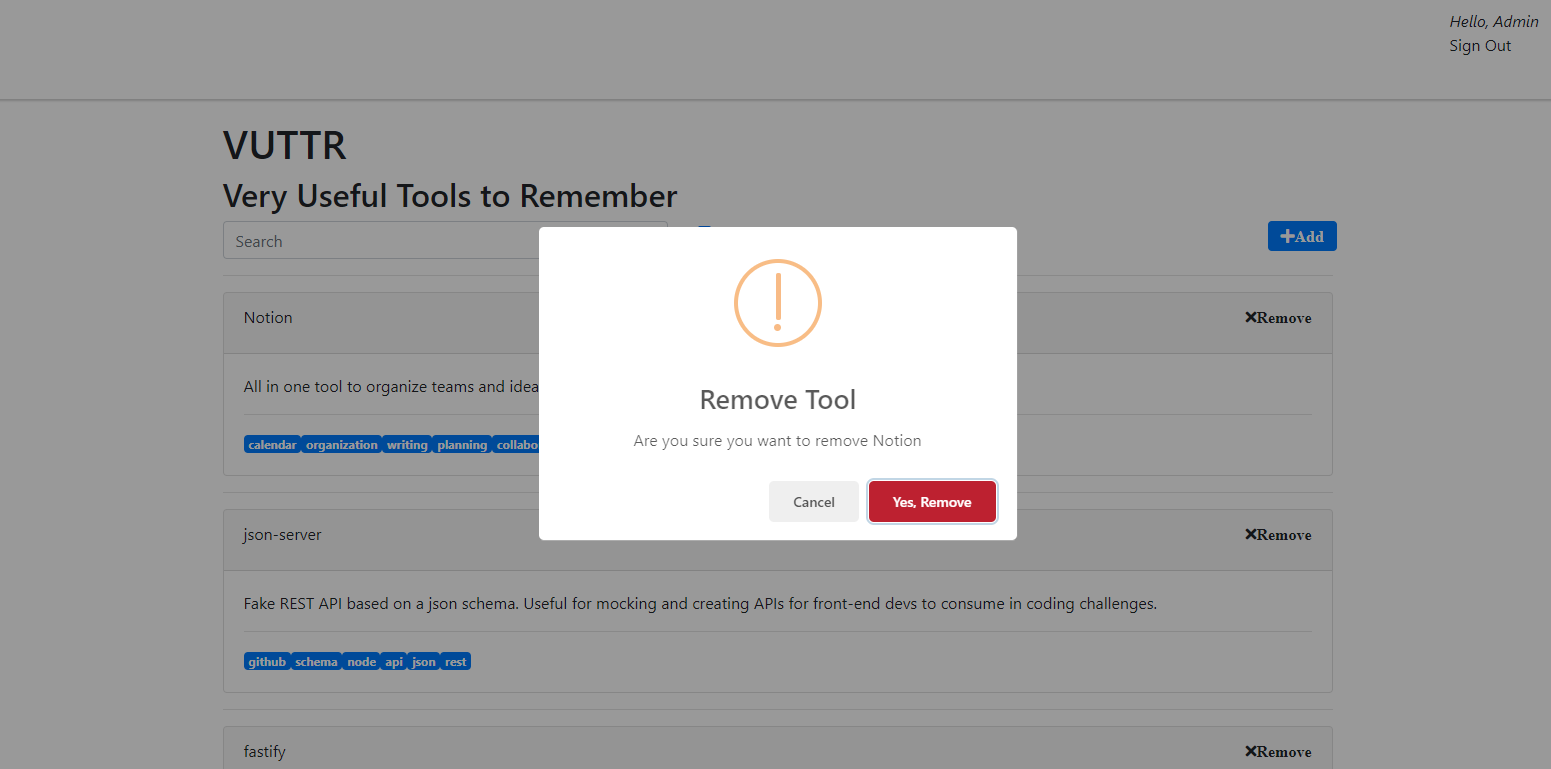 Hello, Admin
Sign Out
VUTTR
Very Useful Tools to Remember
Search
Add
Notion
Remove
All in one tool to organize teams and idea
calendar organization writing planning collabo
Remove Tool
Are you sure you want to remove Notion
Cancel
Yes, Remove
json-server
Remove
Fake REST API based on a json schema. Useful for mocking and creating APIs for front-end devs to consume in coding challenges.
github schema node api json rest
fastify
Remove